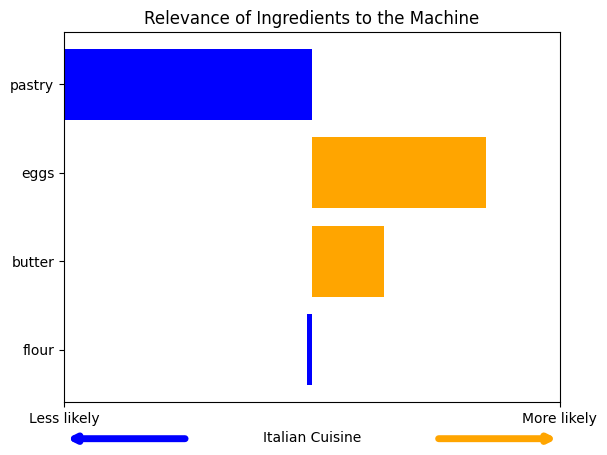 Relevance of Ingredients to the Machine
pastry
eggs
butter
flour
Less likely
More likely
Italian Cuisine